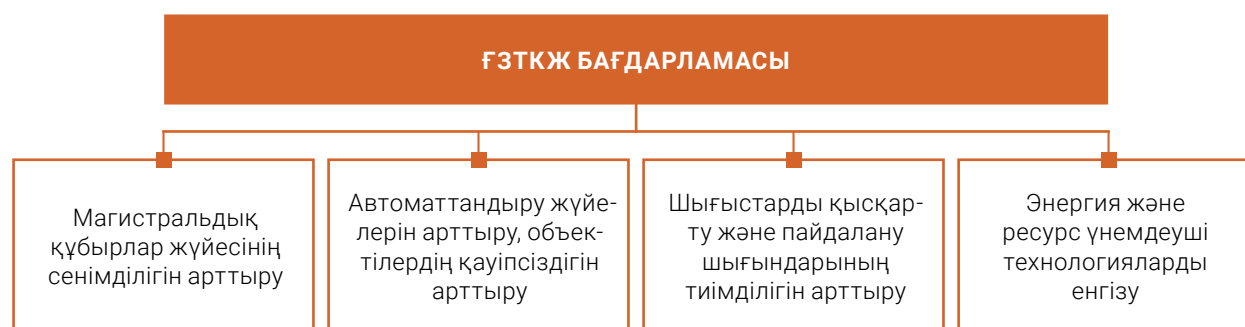 ҒЗТКЖ БАҒДАРЛАМАСЫ
Магистральдық
құбырлар жүйесінің
сенімділігін арттыру
Автоматтандыру жүйе-
лерін арттыру, объек-
тілердің қауіпсіздігін
арттыру
Шығыстарды қысқар-
ту және пайдалану
шығындарының
тиімділігін арттыру
Энергия және
ресурс үнемдеуші
технологияларды
енгізу